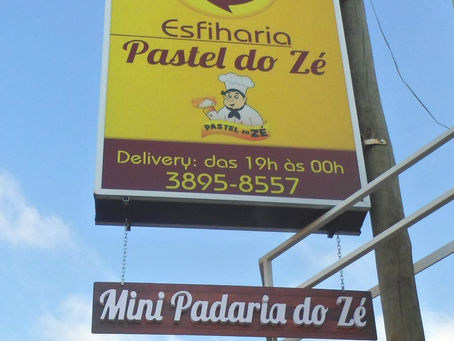 Esfiharia
Pastel do Zé
PASTEL DO ZÉ
Delivery: das 19h às 00h
3895-8557
Mini Padaria do Zé